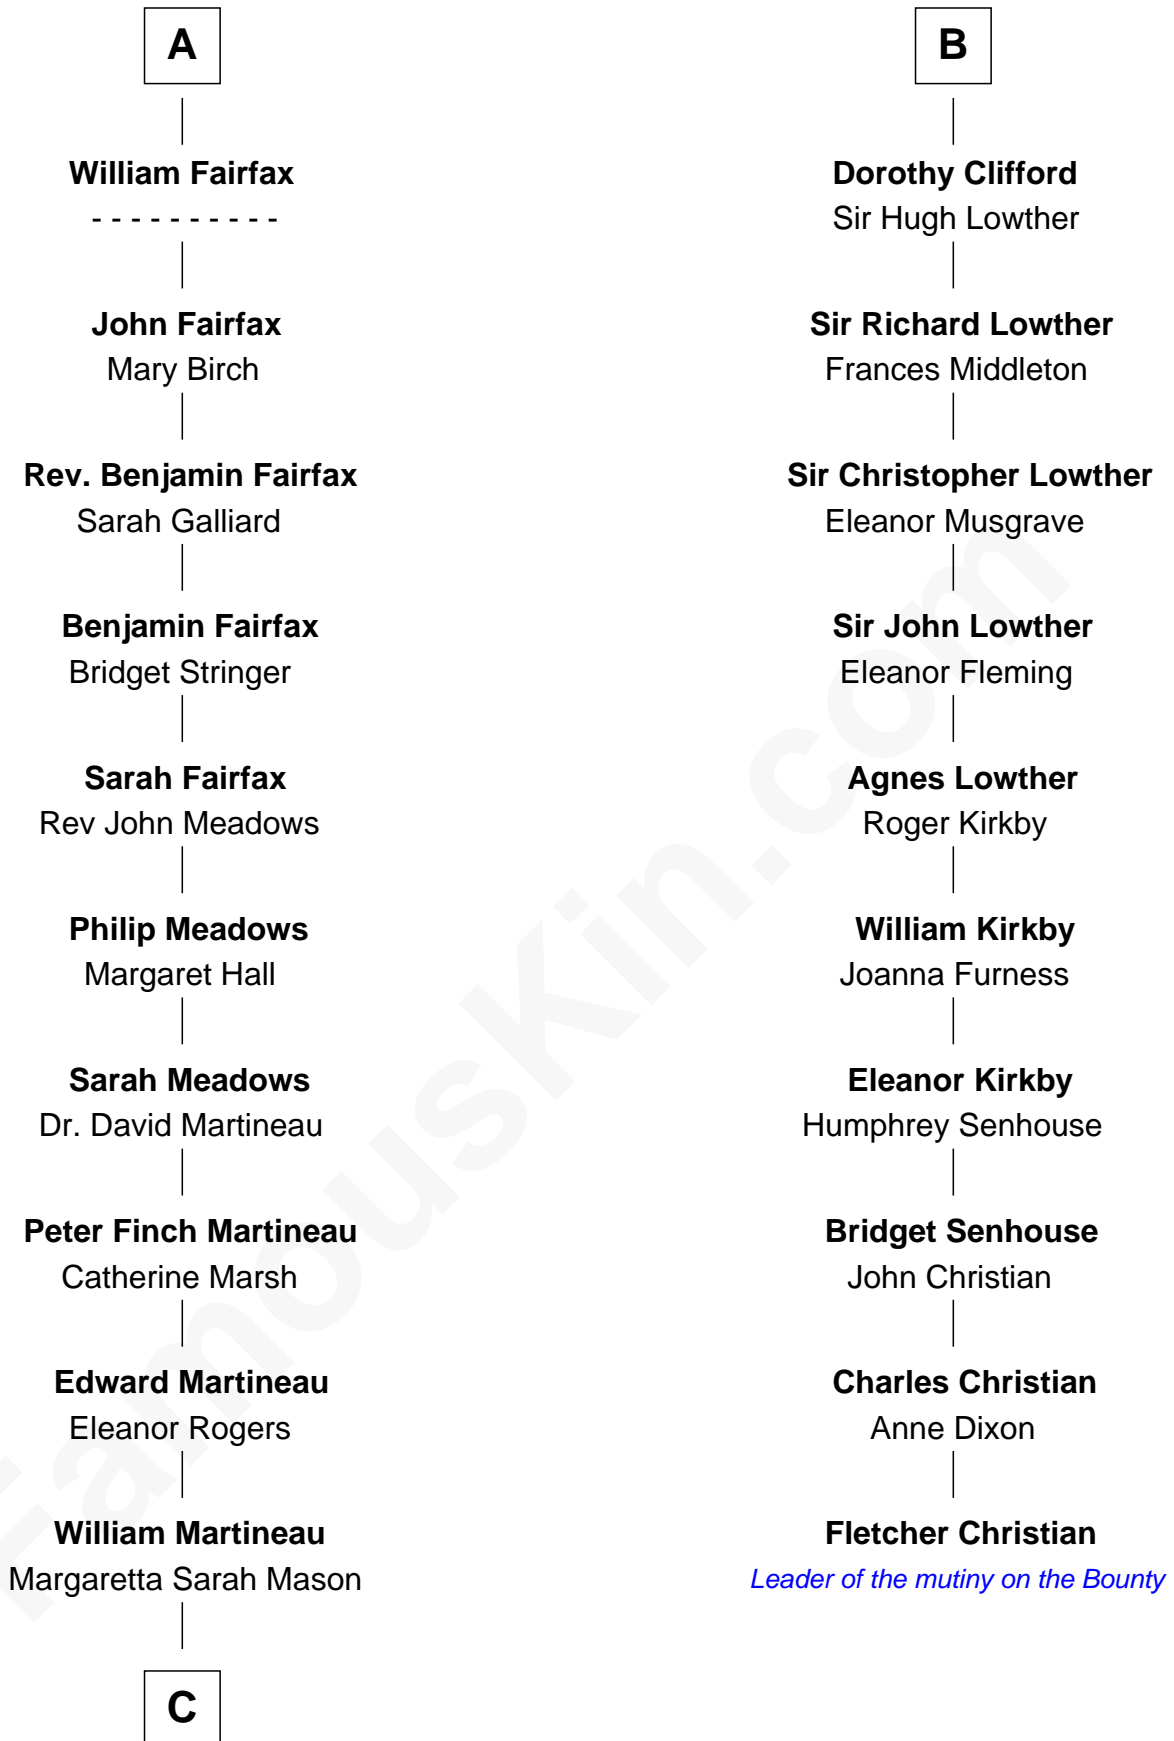 A
William Fairfax
- - - - - - - - - -
John Fairfax
Mary Birch
Rev. Benjamin Fairfax
Sarah Galliard
Benjamin Fairfax
Bridget Stringer
Sarah Fairfax
Rev John Meadows
Philip Meadows
Margaret Hall
Sarah Meadows
Dr. David Martineau
Peter Finch Martineau
Catherine Marsh
Edward Martineau
Eleanor Rogers
William Martineau
Margaretta Sarah Mason
C
B
Dorothy Clifford
Sir Hugh Lowther
Sir Richard Lowther
Frances Middleton
Sir Christopher Lowther
Eleanor Musgrave
Sir John Lowther
Eleanor Fleming
Agnes Lowther
Roger Kirkby
William Kirkby
Joanna Furness
Eleanor Kirkby
Humphrey Senhouse
Bridget Senhouse
John Christian
Charles Christian
Anne Dixon
Fletcher Christian
Leader of the mutiny on the Bounty
FamousKin.com